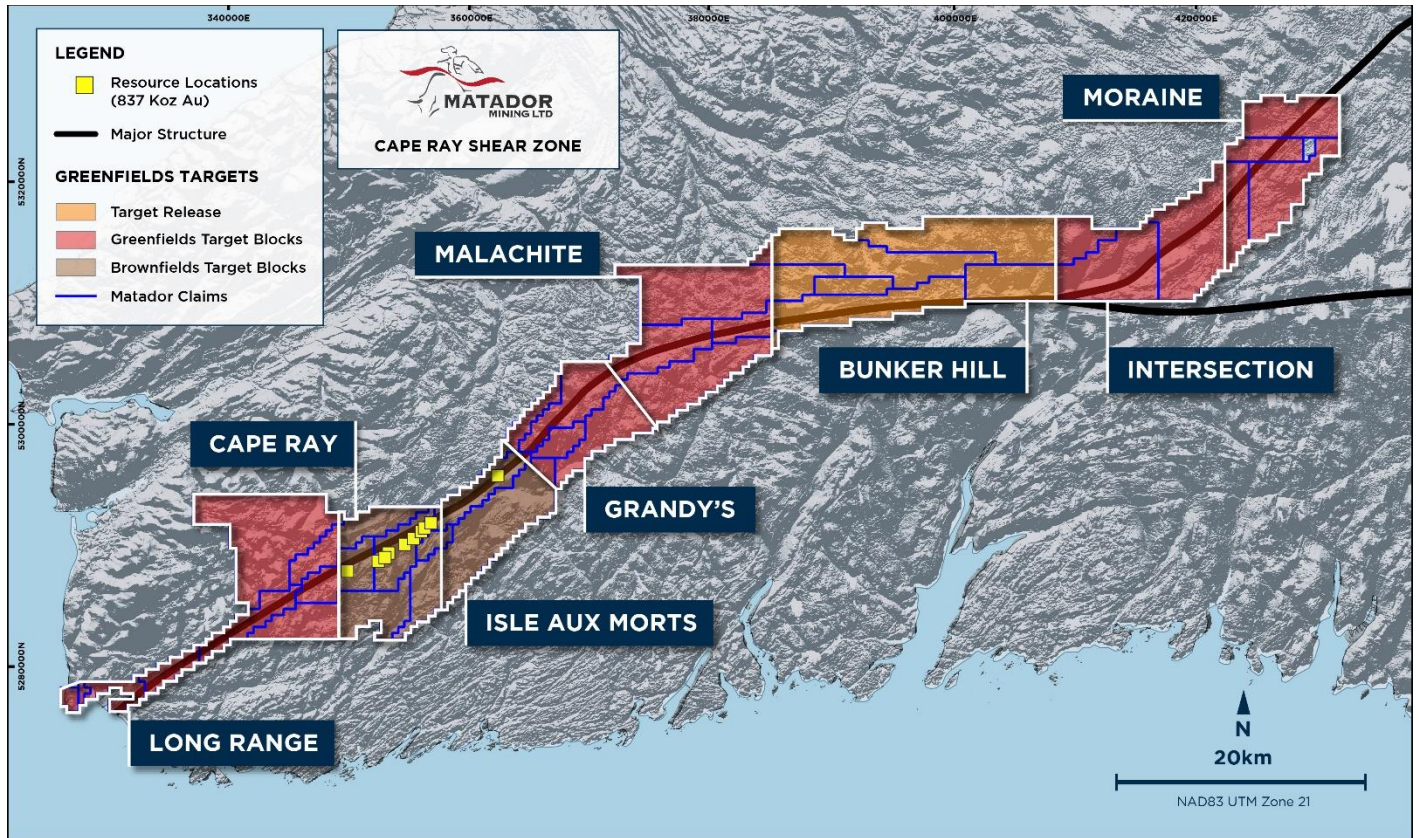 340000E
360000E
380000E
400000E
420000E
LEGEND
Resource Locations
(837 Koz Au)
Major Structure
GREENFIELDS TARGETS
Target Release
Greenfields Target Blocks
Brownfields Target Blocks
Matador Claims
MATADOR
MINING LTD
CAPE RAY SHEAR ZONE
MORAINE
5320000N
MALACHITE
BUNKER HILL
INTERSECTION
5300000N
CAPE RAY
GRANDY'S
ISLE AUX MORTS
5280000N
LONG RANGE
N
20km
NAD83 UTM Zone 21